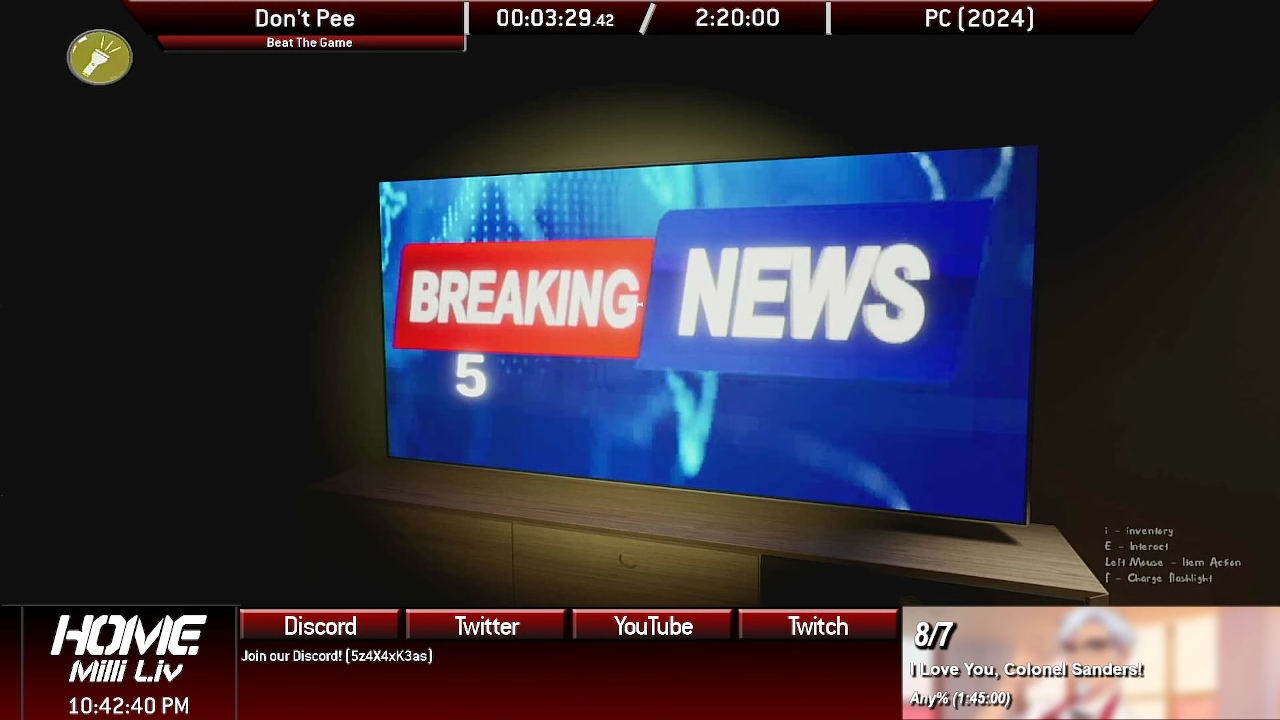 Don't Pee
00:03:29.42
2:20:00
PC (2024)
Beat The Game
BREAKING NEWS
5
i - inventory
E - Interact
Left Mouse - Item Action
f - Charge flashlight
HOME
Milli Liv
10:42:40 PM
Discord
Twitter
YouTube
Twitch
Join our Discord! (5z4X4xK3as)
8/7
I Love You, Colonel Sanders!
Any% (1:45:00)